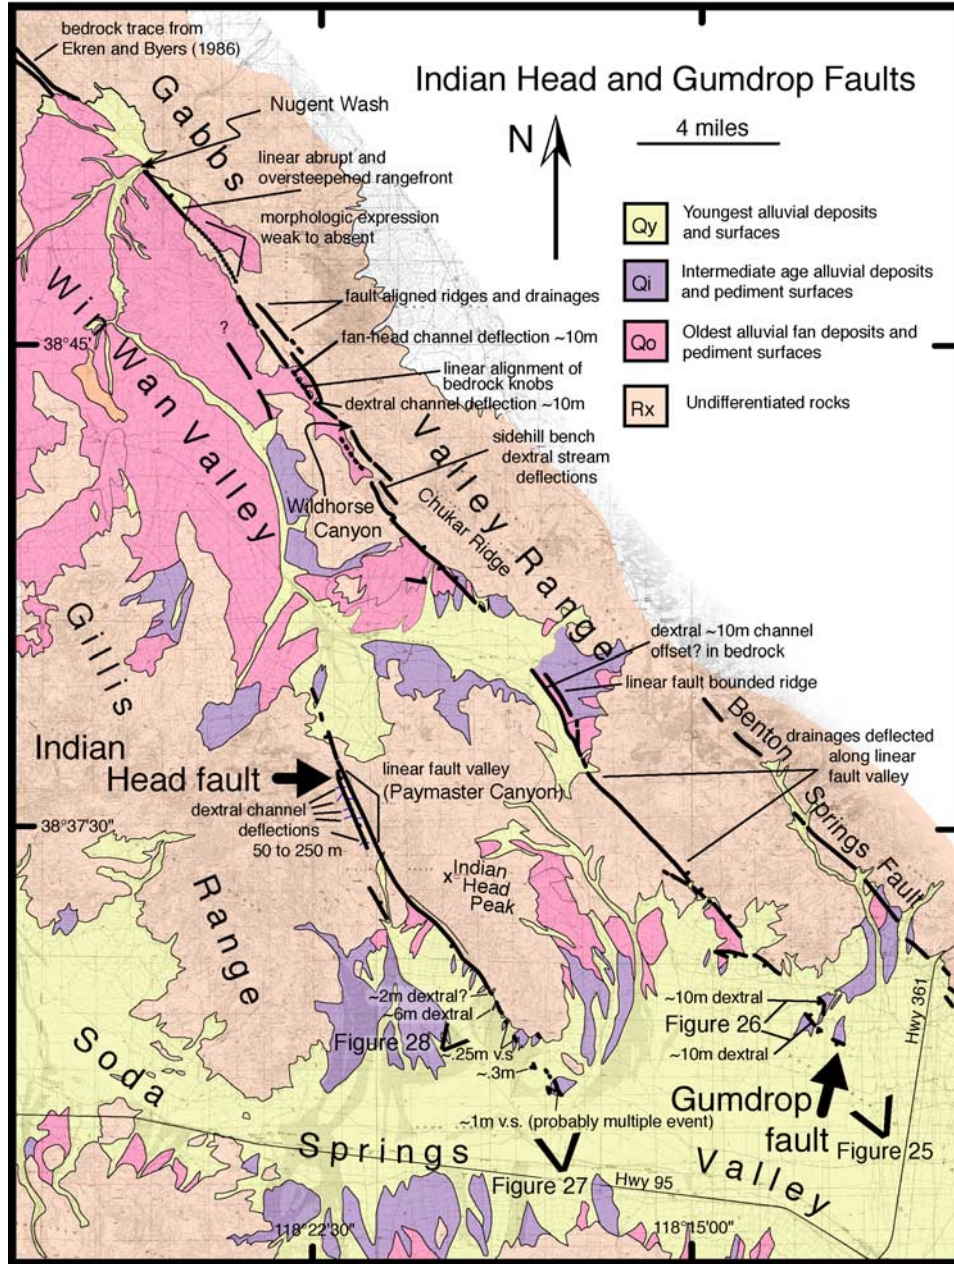 bedrock trace from
Ekren and Byers (1986)
Indian Head and Gumdrop Faults
Gabbs
Nugent Wash
N
4 miles
linear abrupt and
oversteepened rangefront
morphologic expression
weak to absent
Qy
Youngest alluvial deposits
and surfaces
Qi
Intermediate age alluvial deposits
and pediment surfaces
Qo
Oldest alluvial fan deposits and
pediment surfaces
Rx
Undifferentiated rocks
Win Wan Valley
fault aligned ridges and drainages
?
38°45'
fan-head channel deflection ~10m
linear alignment of
bedrock knobs
dextral channel deflection ~10m
Valley Range
sidehill bench
dextral stream
deflections
Chukar Ridge
Wildhorse
Canyon
Gillis
Range
dextral ~10m channel
offset? in bedrock
linear fault bounded ridge
Benton
Springs Fault
drainages deflected
along linear
fault valley
Indian
Head fault
linear fault valley
(Paymaster Canyon)
dextral channel
deflections
50 to 250 m
38°37'30"
x Indian
Head
Peak
~2m dextral?
~6m dextral
Figure 28
~.25m v.s
~.3m
~10m dextral
Figure 26
~10m dextral
Hwy 361
Soda
Springs
Valley
Gumdrop
fault
Figure 25
~1m v.s. (probably multiple event)
Figure 27
Hwy 95
118°22'30"
118°15'00"